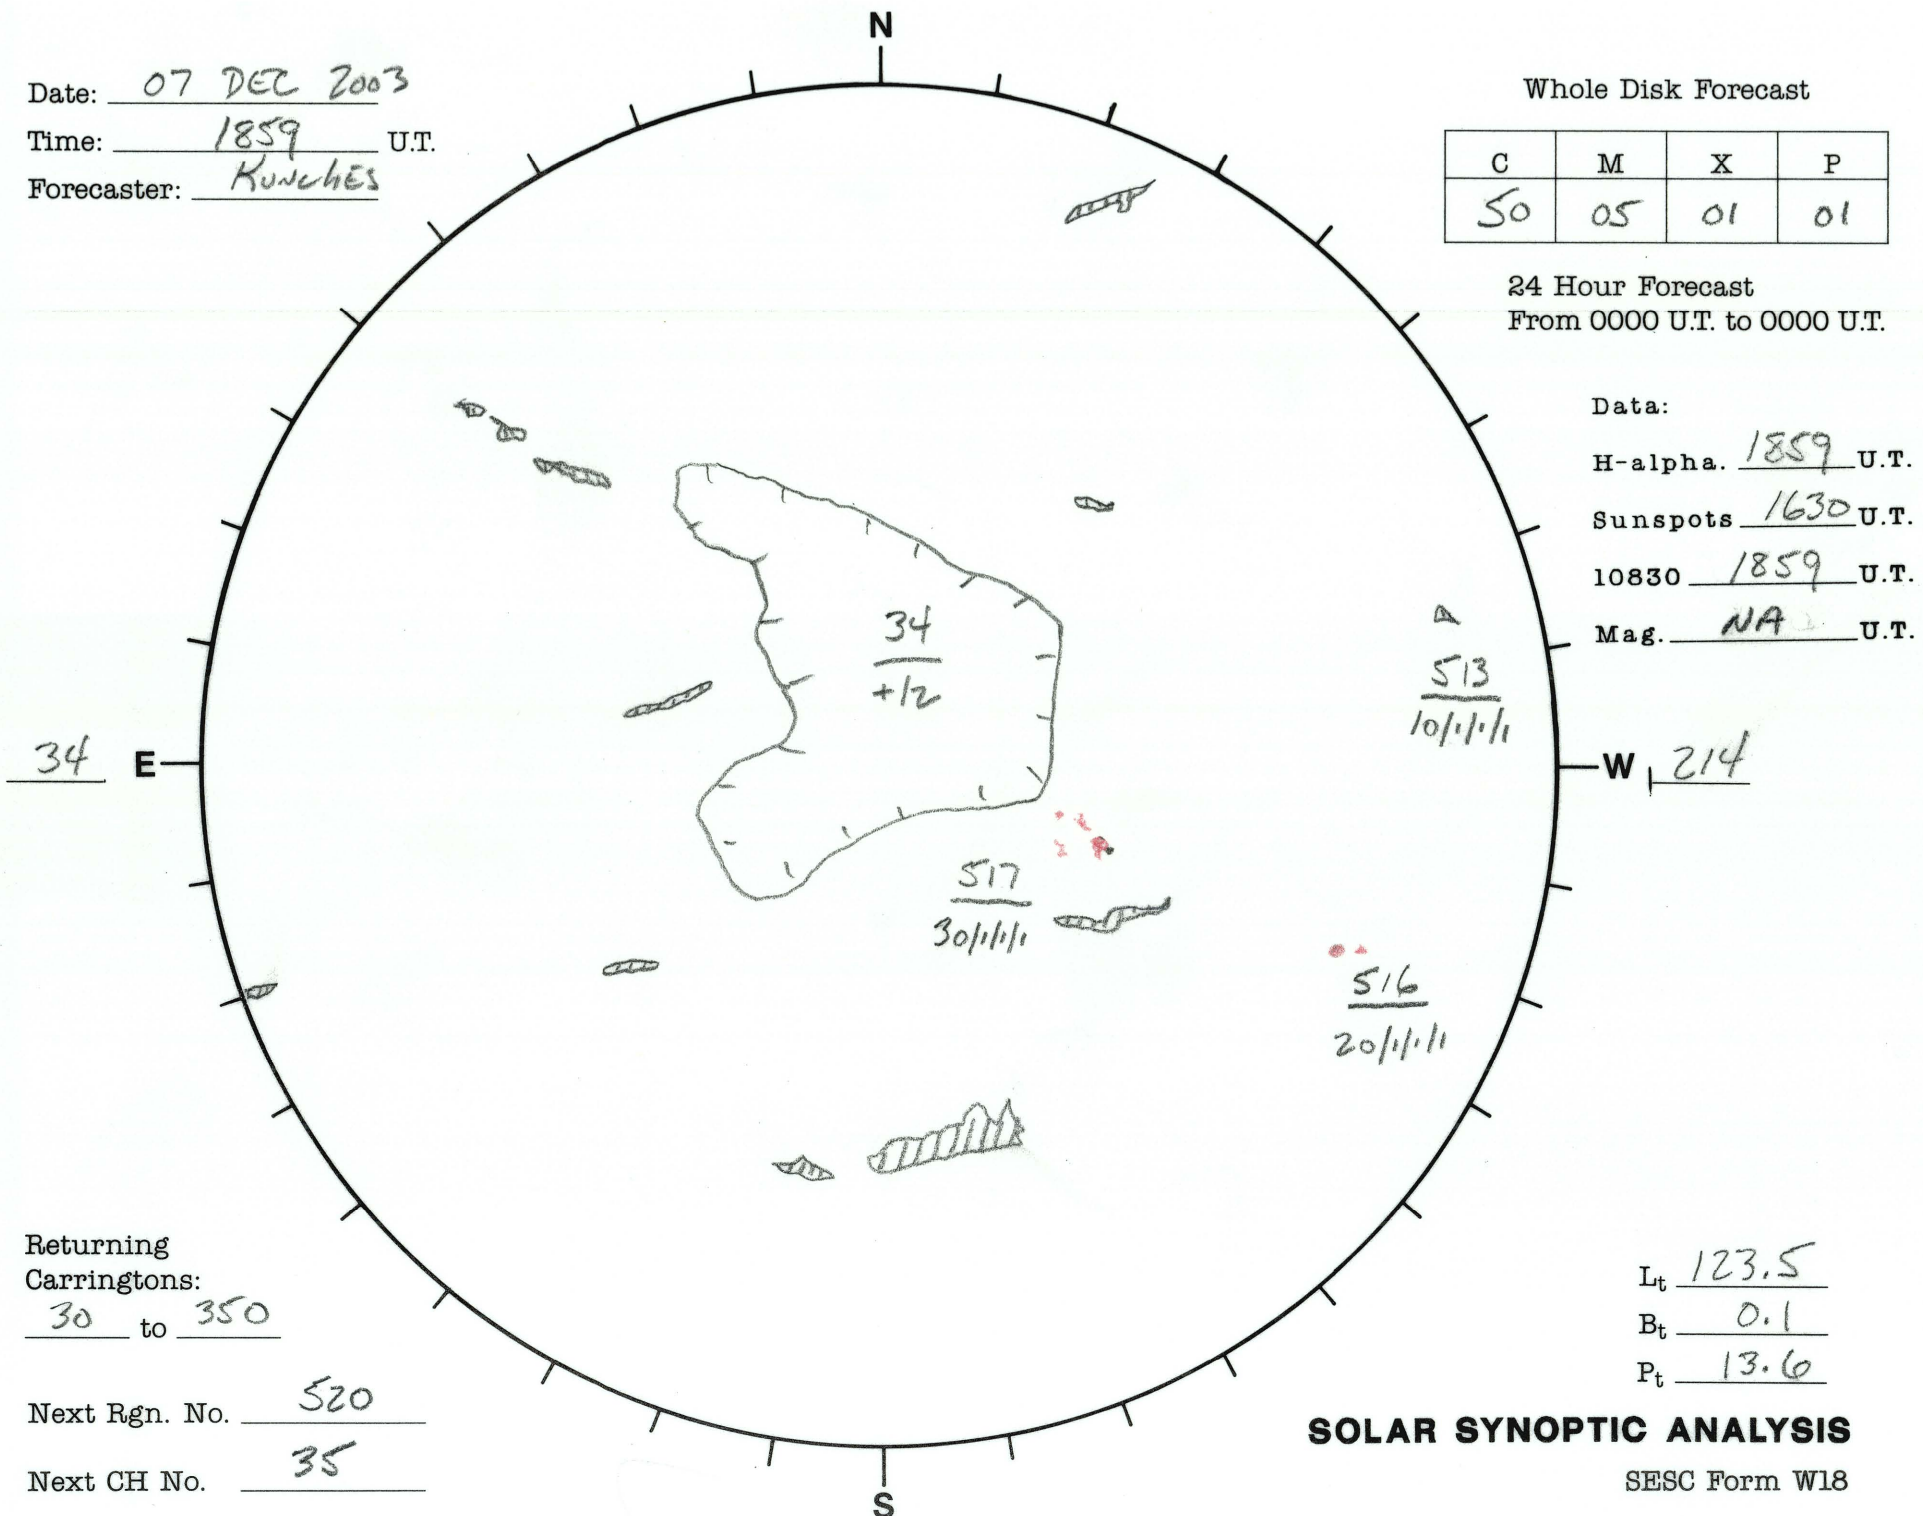 N
Date: 07 DEC 2003
Time: 1859 U.T.
Forecaster: KUNCHES
Whole Disk Forecast
C M X P
50 05 01 01
24 Hour Forecast
From 0000 U.T. to 0000 U.T.
Data:
H-alpha. 1859 U.T.
Sunspots 1630 U.T.
10830 1859 U.T.
Mag. NA U.T.
34
+12
513
10/1/1/1
34 E
W 214
517
30/1/1/1
516
20/1/1/1
Returning
Carringtons:
30 to 350
Next Rgn. No. 520
Next CH No. 35
Lt 123.5
Bt 0.1
Pt 13.6
SOLAR SYNOPTIC ANALYSIS
SESC Form W18
S